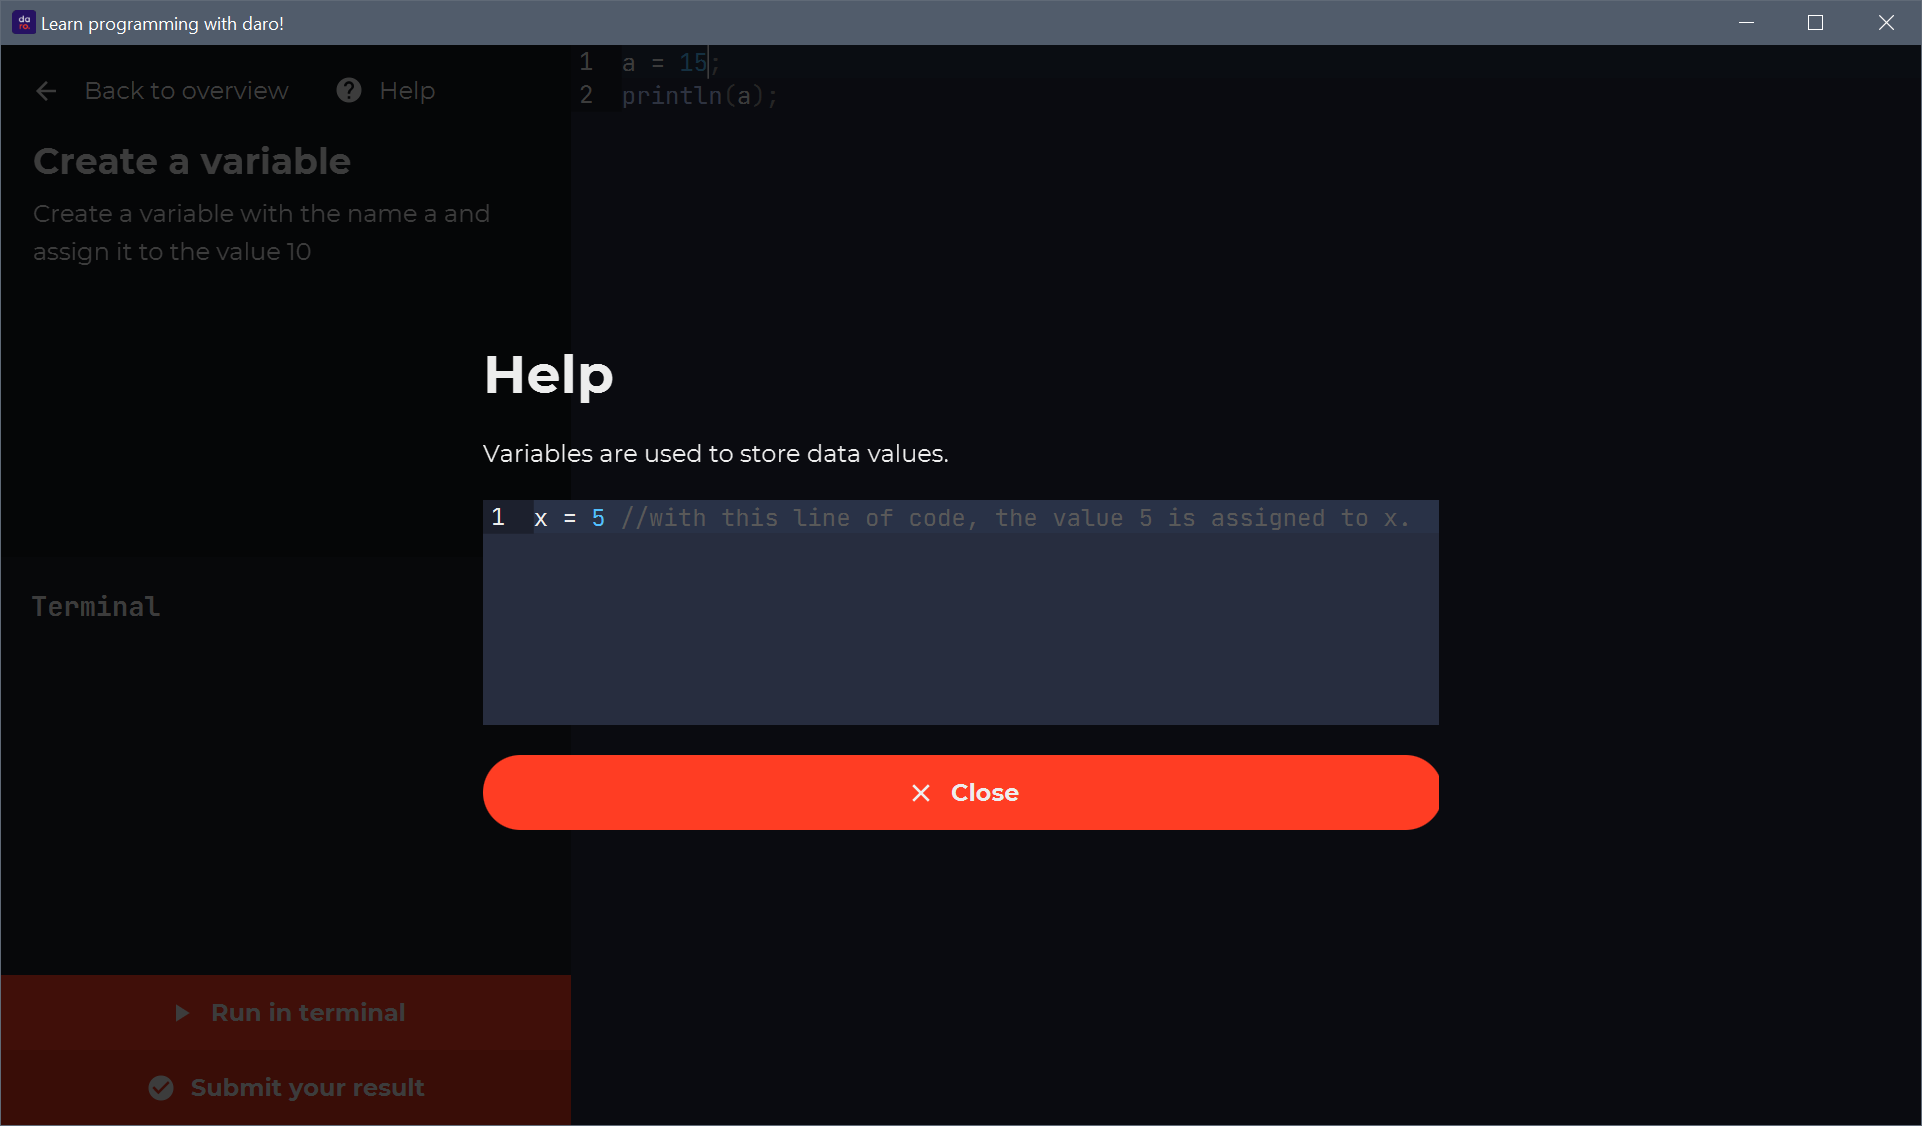 da
ro.
Learn programming with daro!
Back to overview
Help
Create a variable
Create a variable with the name a and
assign it to the value 10
1 a = 15;
2 println(a);
Help
Variables are used to store data values.
1 x = 5 //with this line of code, the value 5 is assigned to x.
Close
Terminal
Run in terminal
Submit your result